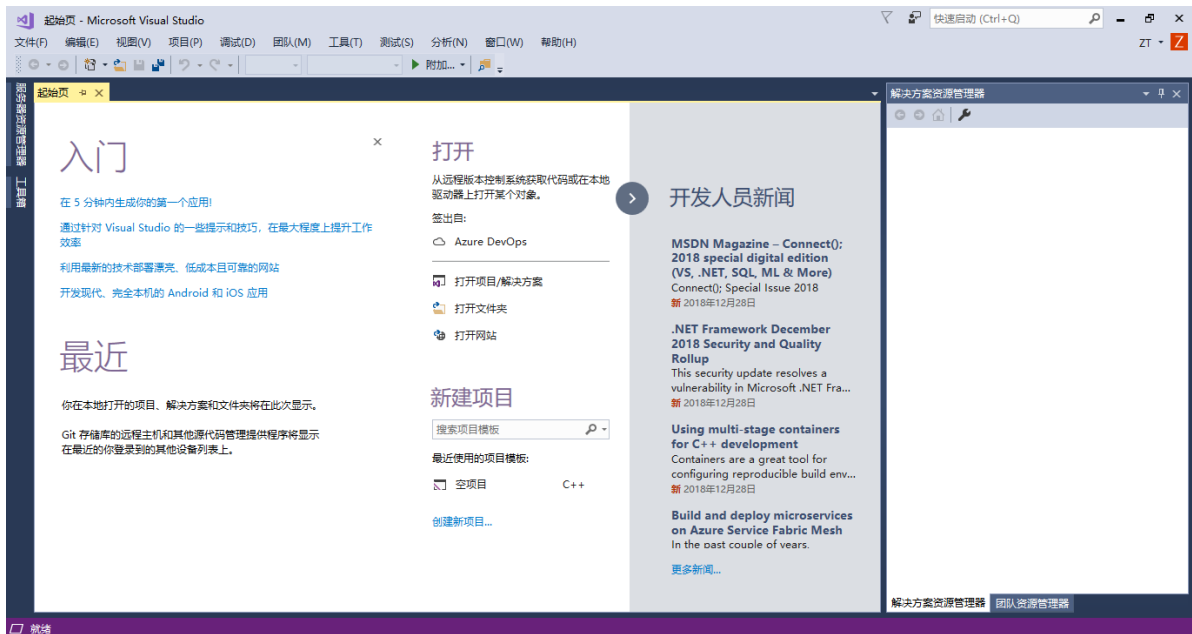 起始页 - Microsoft Visual Studio
快速启动 (Ctrl+Q)
文件(F) 编辑(E) 视图(V) 项目(P) 调试(D) 团队(M) 工具(T) 测试(S) 分析(N) 窗口(W) 帮助(H)
ZT
Z
附加...
服务器资源管理器
工具箱
起始页
入门
在 5 分钟内生成你的第一个应用!
通过针对 Visual Studio 的一些提示和技巧，在最大程度上提升工作
效率
利用最新的技术部署漂亮、低成本且可靠的网站
开发现代、完全本机的 Android 和 iOS 应用
最近
你在本地打开的项目、解决方案和文件夹将在此次显示。
Git 存储库的远程主机和其他源代码管理提供程序将显示
在最近的你登录到的其他设备列表上。
打开
从远程版本控制系统获取代码或在本地
驱动器上打开某个对象。
签出自:
Azure DevOps
打开项目/解决方案
打开文件夹
打开网站
新建项目
搜索项目模板
最近使用的项目模板:
空项目 C++
创建新项目...
开发人员新闻
MSDN Magazine – Connect();
2018 special digital edition
(VS, .NET, SQL, ML & More)
Connect(); Special Issue 2018
新 2018年12月28日
.NET Framework December
2018 Security and Quality
Rollup
This security update resolves a
vulnerability in Microsoft .NET Fra...
新 2018年12月28日
Using multi-stage containers
for C++ development
Containers are a great tool for
configuring reproducible build env...
新 2018年12月28日
Build and deploy microservices
on Azure Service Fabric Mesh
In the past couple of years,
更多新闻...
解决方案资源管理器
解决方案资源管理器 团队资源管理器
就绪